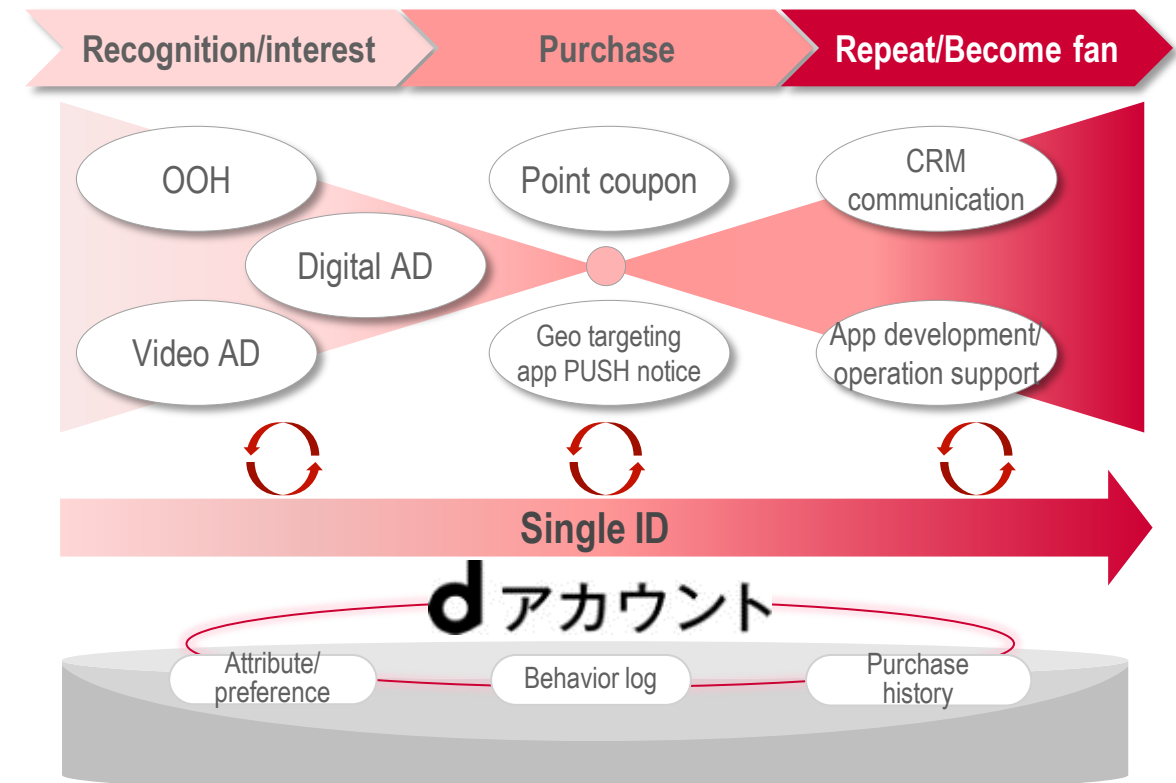 Recognition/interest
Purchase
Repeat/Become fan
OOH
Point coupon
CRM
communication
Digital AD
Video AD
Geo targeting
app PUSH notice
App development/
operation support
Single ID
dアカウント
Attribute/
preference
Behavior log
Purchase
history